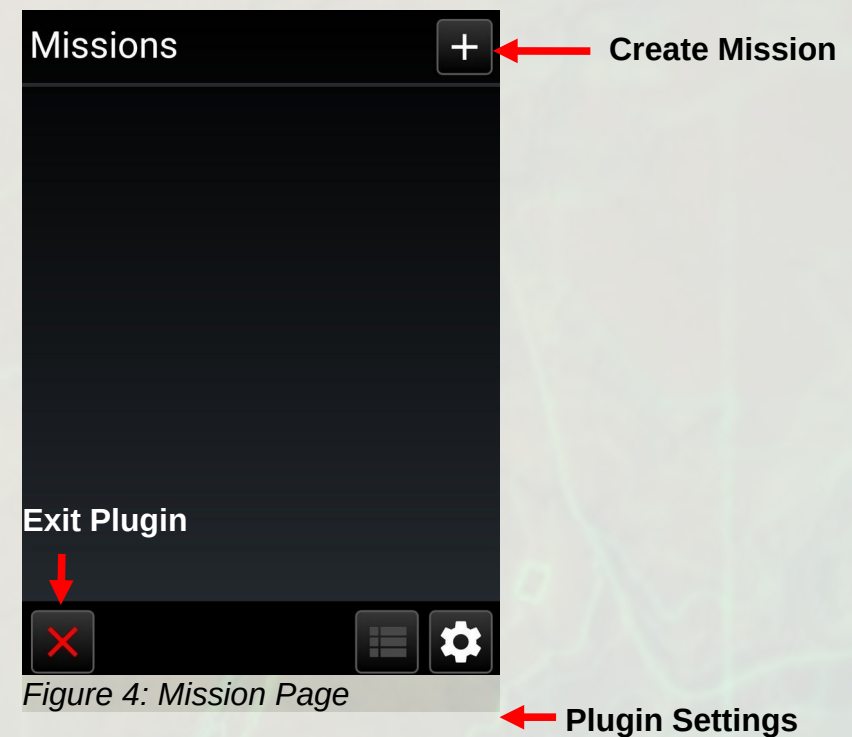 Missions
Create Mission
Exit Plugin
Figure 4: Mission Page
Plugin Settings